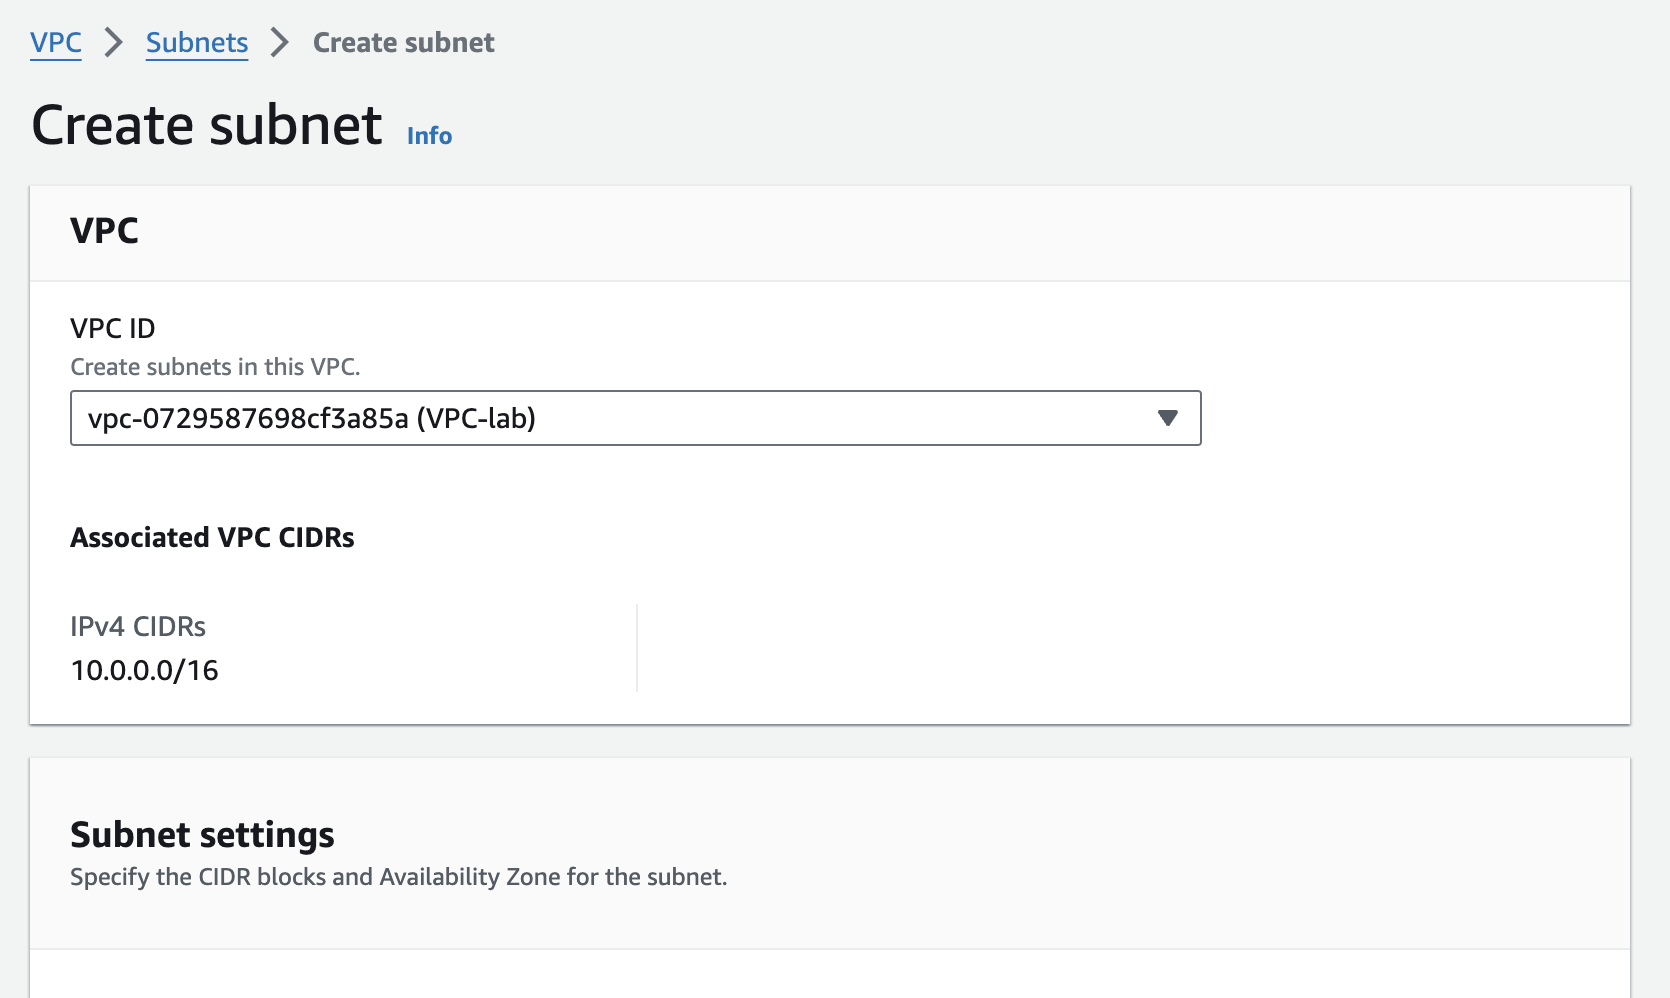 VPC > Subnets > Create subnet
Create subnet Info
VPC
VPC ID
Create subnets in this VPC.
vpc-0729587698cf3a85a (VPC-lab)
Associated VPC CIDRs
IPv4 CIDRs
10.0.0.0/16
Subnet settings
Specify the CIDR blocks and Availability Zone for the subnet.